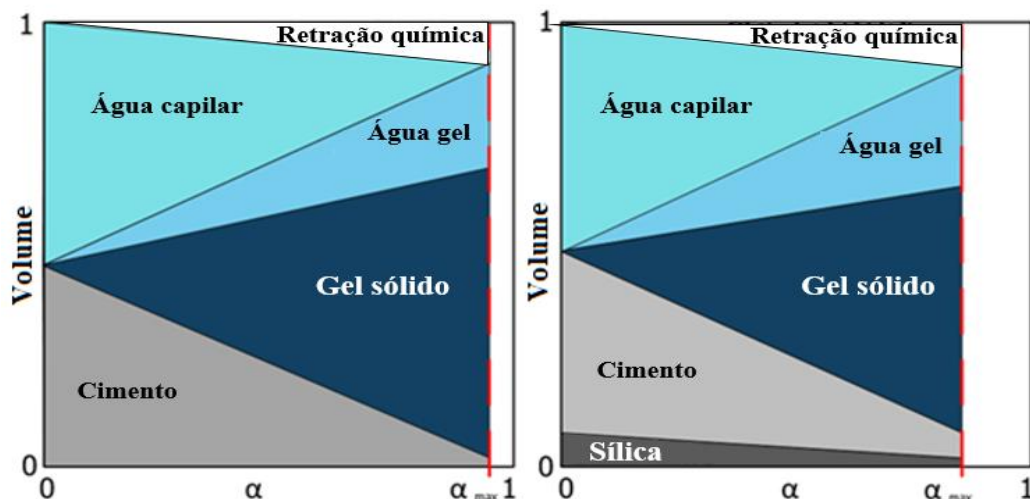 1
Retração química
Água capilar
Água gel
Gel sólido
Cimento
Volume
0
0
α
α max
1
1
Retração química
Água capilar
Água gel
Gel sólido
Cimento
Sílica
Volume
0
0
α
α max
1